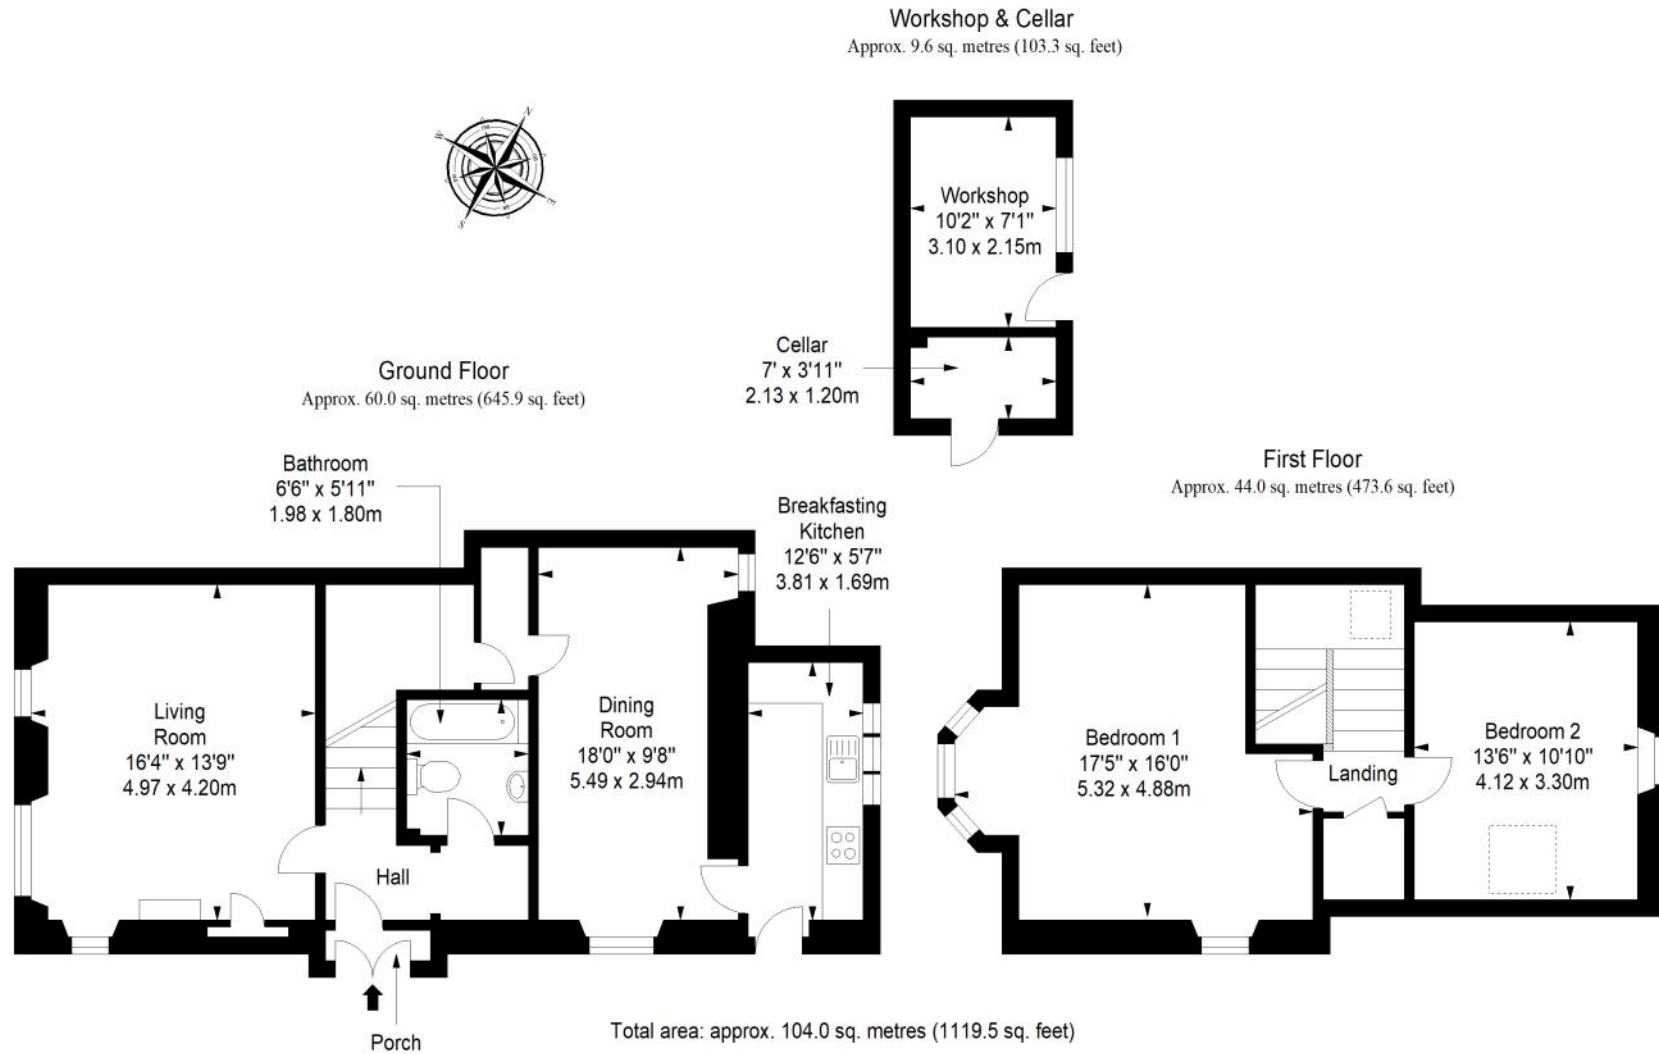 Workshop & Cellar
Approx. 9.6 sq. metres (103.3 sq. feet)
N
W
E
S
Workshop
10'2" x 7'1"
3.10 x 2.15m
Cellar
7' x 3'11"
2.13 x 1.20m
Ground Floor
Approx. 60.0 sq. metres (645.9 sq. feet)
Bathroom
6'6" x 5'11"
1.98 x 1.80m
Breakfasting
Kitchen
12'6" x 5'7"
3.81 x 1.69m
Living
Room
16'4" x 13'9"
4.97 x 4.20m
Dining
Room
18'0" x 9'8"
5.49 x 2.94m
Hall
Porch
First Floor
Approx. 44.0 sq. metres (473.6 sq. feet)
Bedroom 1
17'5" x 16'0"
5.32 x 4.88m
Landing
Bedroom 2
13'6" x 10'10"
4.12 x 3.30m
Total area: approx. 104.0 sq. metres (1119.5 sq. feet)